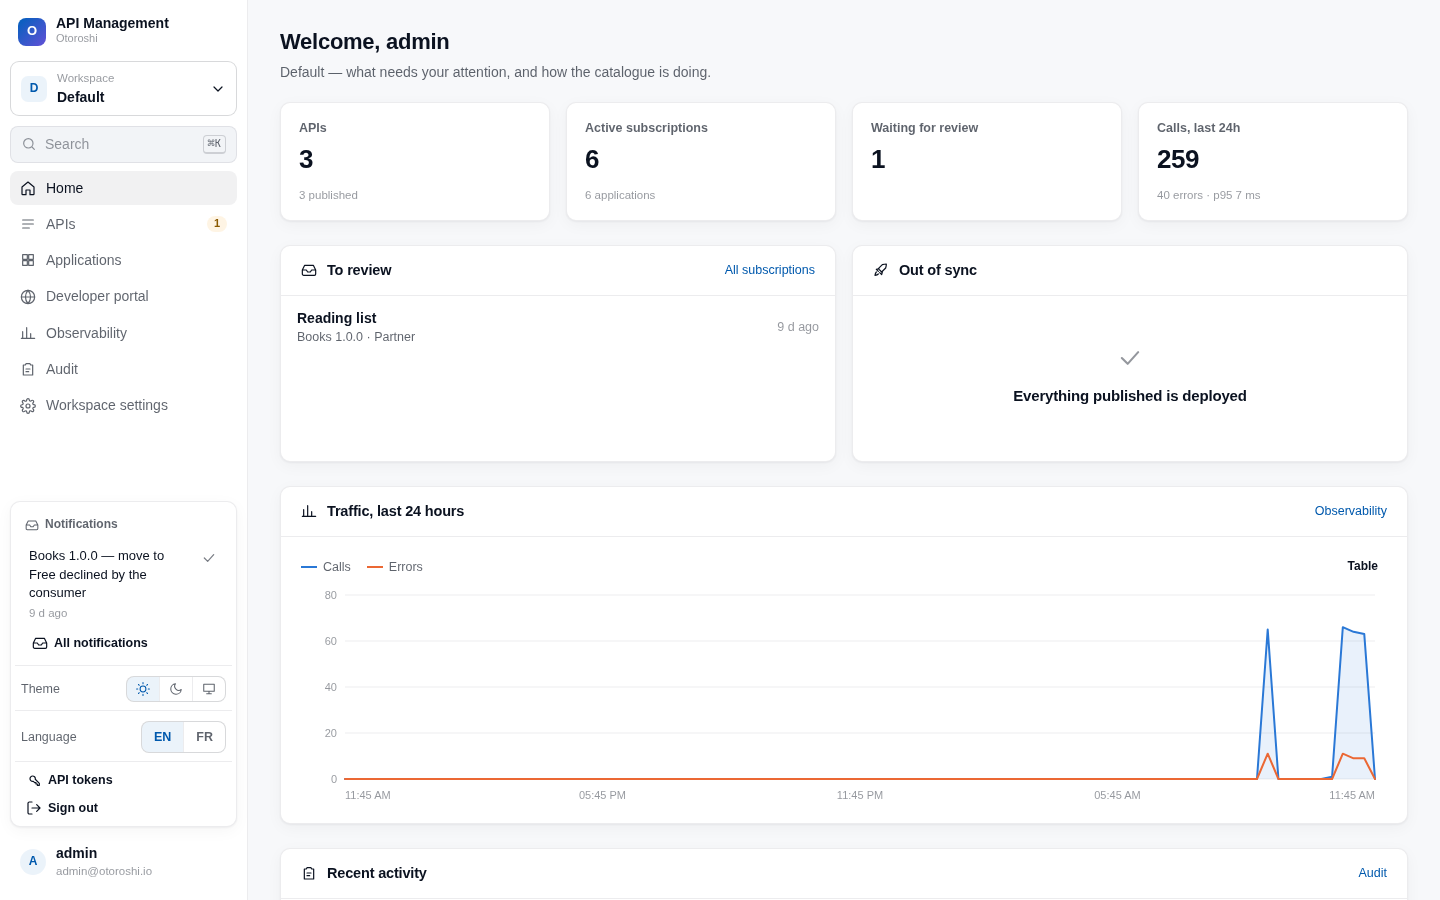 O
API Management
Otoroshi
D
Workspace
Default
Search
⌘K
Home
APIs
1
Applications
Developer portal
Observability
Audit
Workspace settings
Notifications
Books 1.0.0 — move to
Free declined by the
consumer
9 d ago
All notifications
Theme
Language
EN
FR
API tokens
Sign out
A
admin
admin@otoroshi.io
Welcome, admin
Default — what needs your attention, and how the catalogue is doing.
APIs
3
3 published
Active subscriptions
6
6 applications
Waiting for review
1
Calls, last 24h
259
40 errors · p95 7 ms
To review
All subscriptions
Reading list
Books 1.0.0 · Partner
9 d ago
Out of sync
Everything published is deployed
Traffic, last 24 hours
Observability
Calls
Errors
Table
80
60
40
20
0
11:45 AM
05:45 PM
11:45 PM
05:45 AM
11:45 AM
Recent activity
Audit